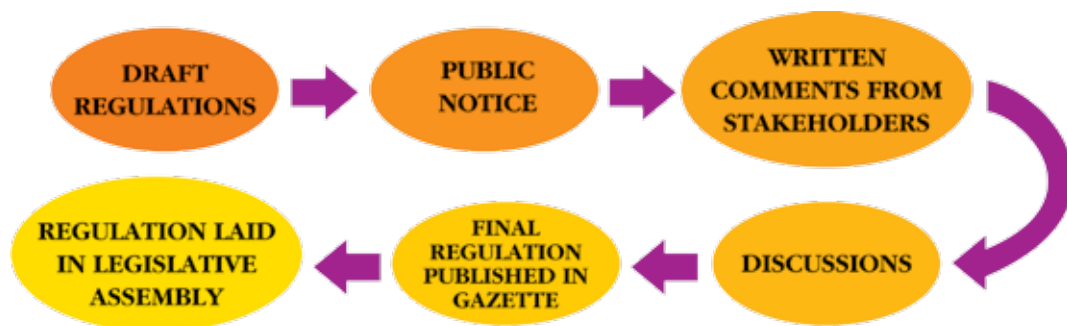 DRAFT
REGULATIONS
PUBLIC
NOTICE
WRITTEN
COMMENTS FROM
STAKEHOLDERS
DISCUSSIONS
FINAL
REGULATION
PUBLISHED IN
GAZETTE
REGULATION LAID
IN LEGISLATIVE
ASSEMBLY